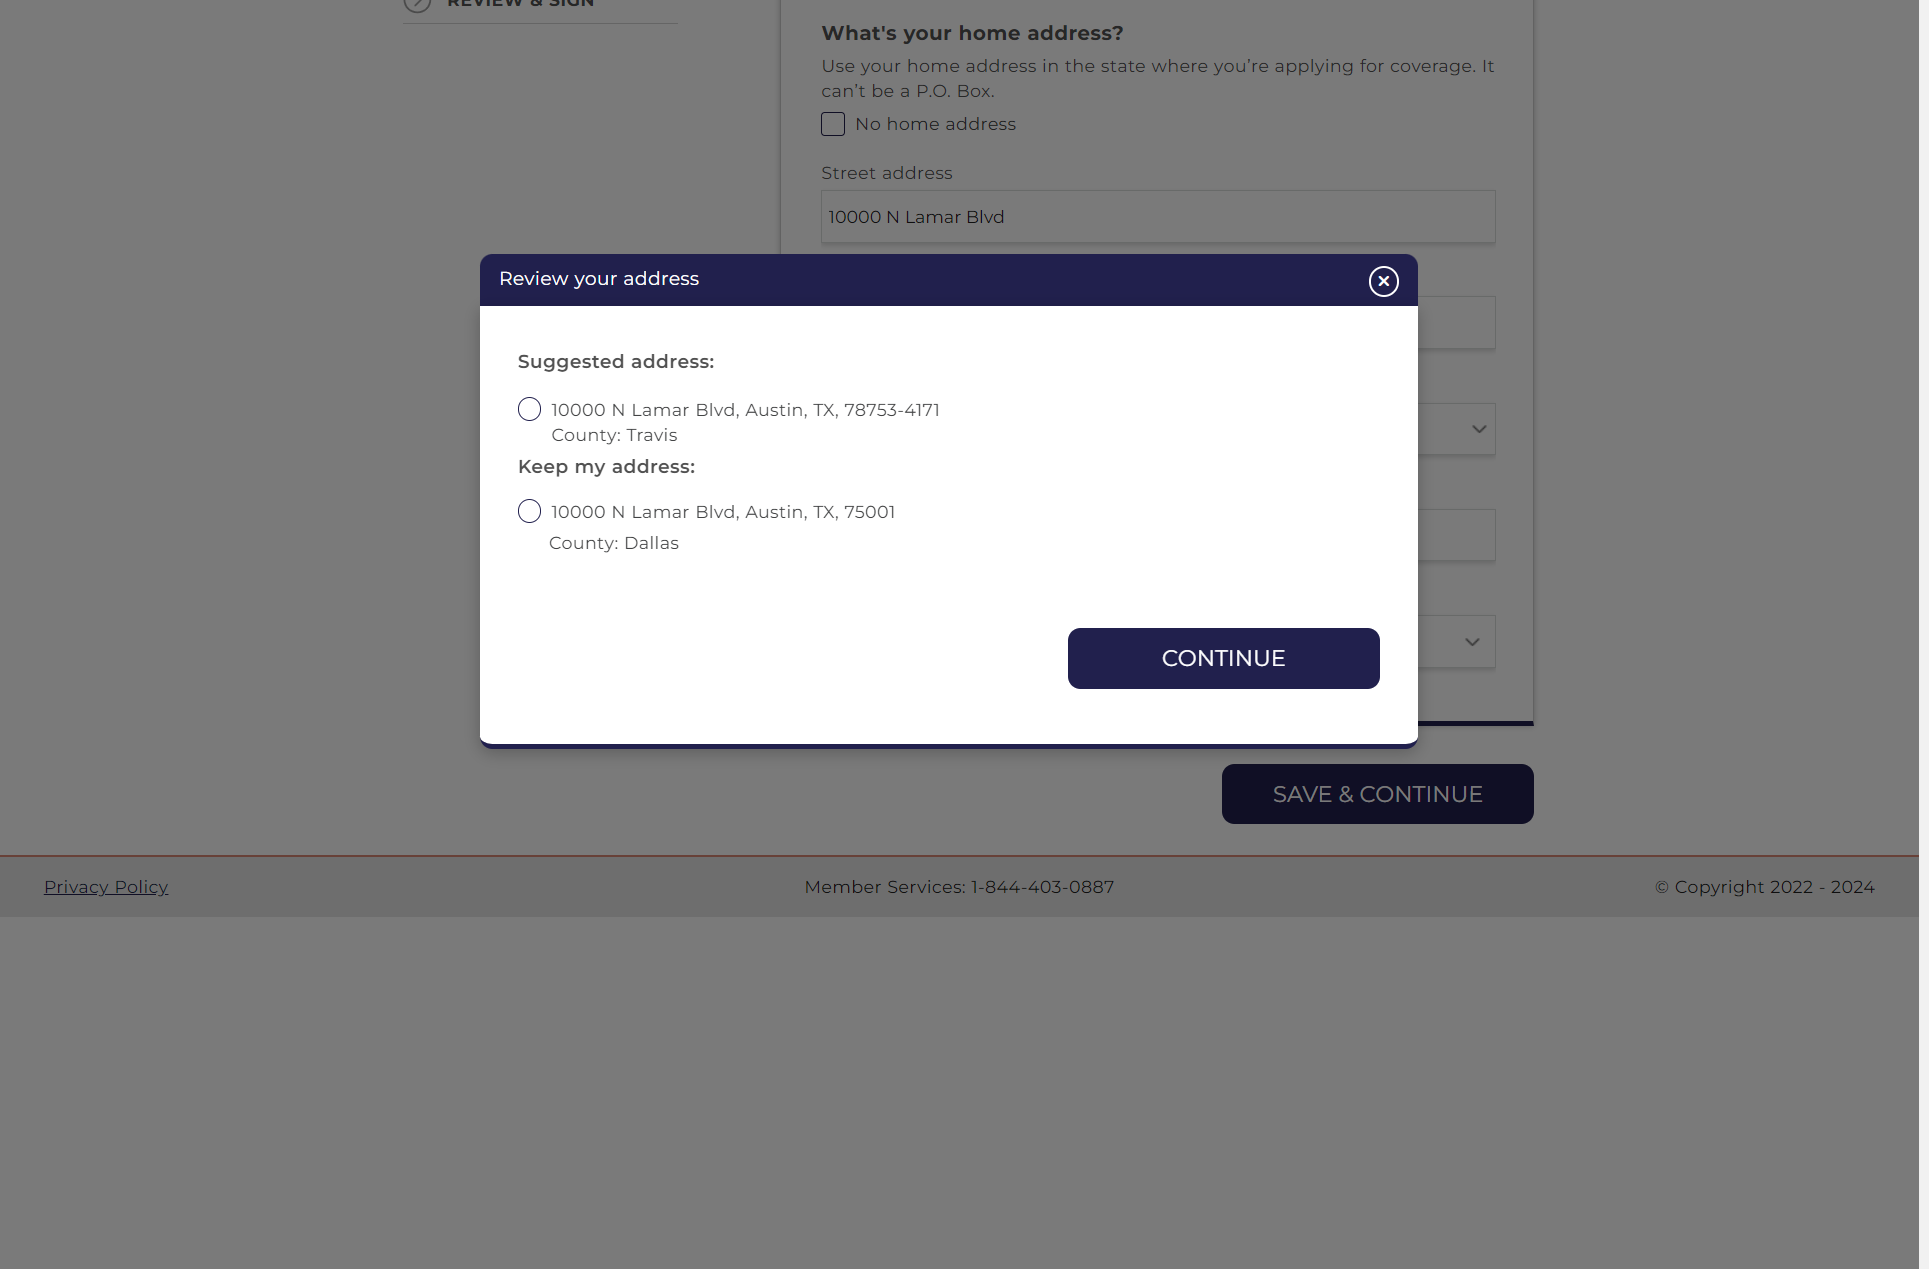 REVIEW & SIGN
What's your home address?
Use your home address in the state where you’re applying for coverage. It
can’t be a P.O. Box.
No home address
Street address
10000 N Lamar Blvd
Review your address
Suggested address:
10000 N Lamar Blvd, Austin, TX, 78753-4171
County: Travis
Keep my address:
10000 N Lamar Blvd, Austin, TX, 75001
County: Dallas
CONTINUE
SAVE & CONTINUE
Privacy Policy
Member Services: 1-844-403-0887
© Copyright 2022 - 2024